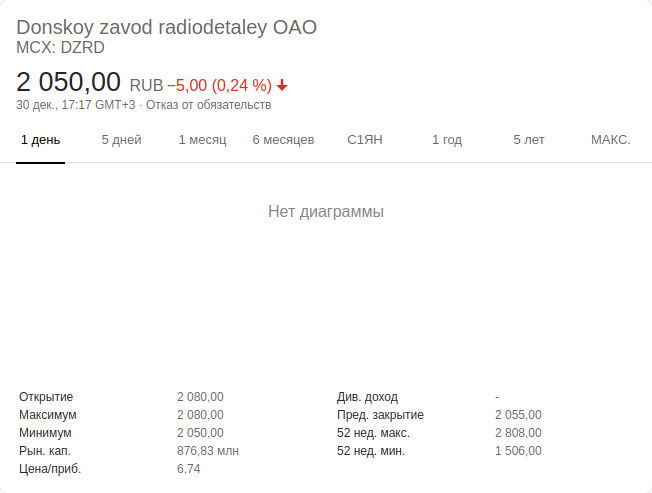 Donskoy zavod radiodetaley OAO
MCX: DZRD
2 050,00 RUB −5,00 (0,24 %)
30 дек., 17:17 GMT+3 · Отказ от обязательств
1 день 5 дней 1 месяц 6 месяцев С1ЯН 1 год 5 лет МАКС.
Нет диаграммы
Открытие 2 080,00 Див. доход -
Максимум 2 080,00 Пред. закрытие 2 055,00
Минимум 2 050,00 52 нед. макс. 2 808,00
Рын. кап. 876,83 млн 52 нед. мин. 1 506,00
Цена/приб. 6,74